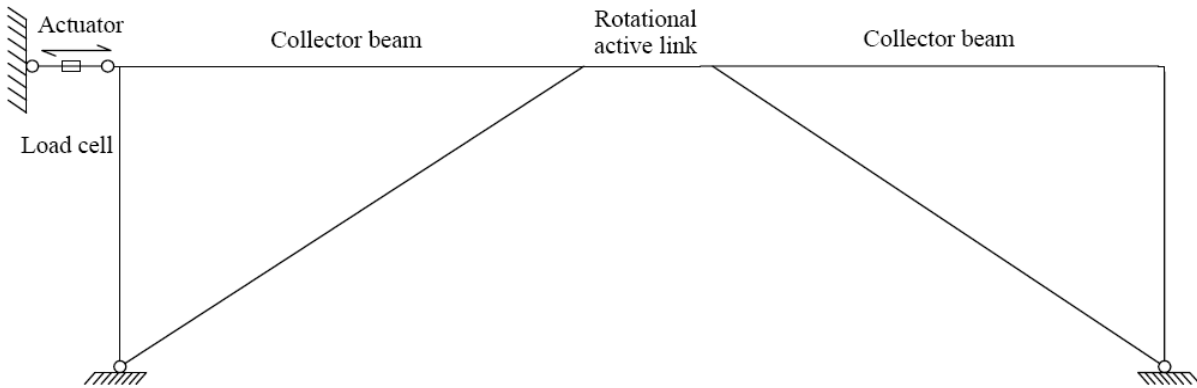 Actuator
Collector beam
Rotational
active link
Collector beam
Load cell